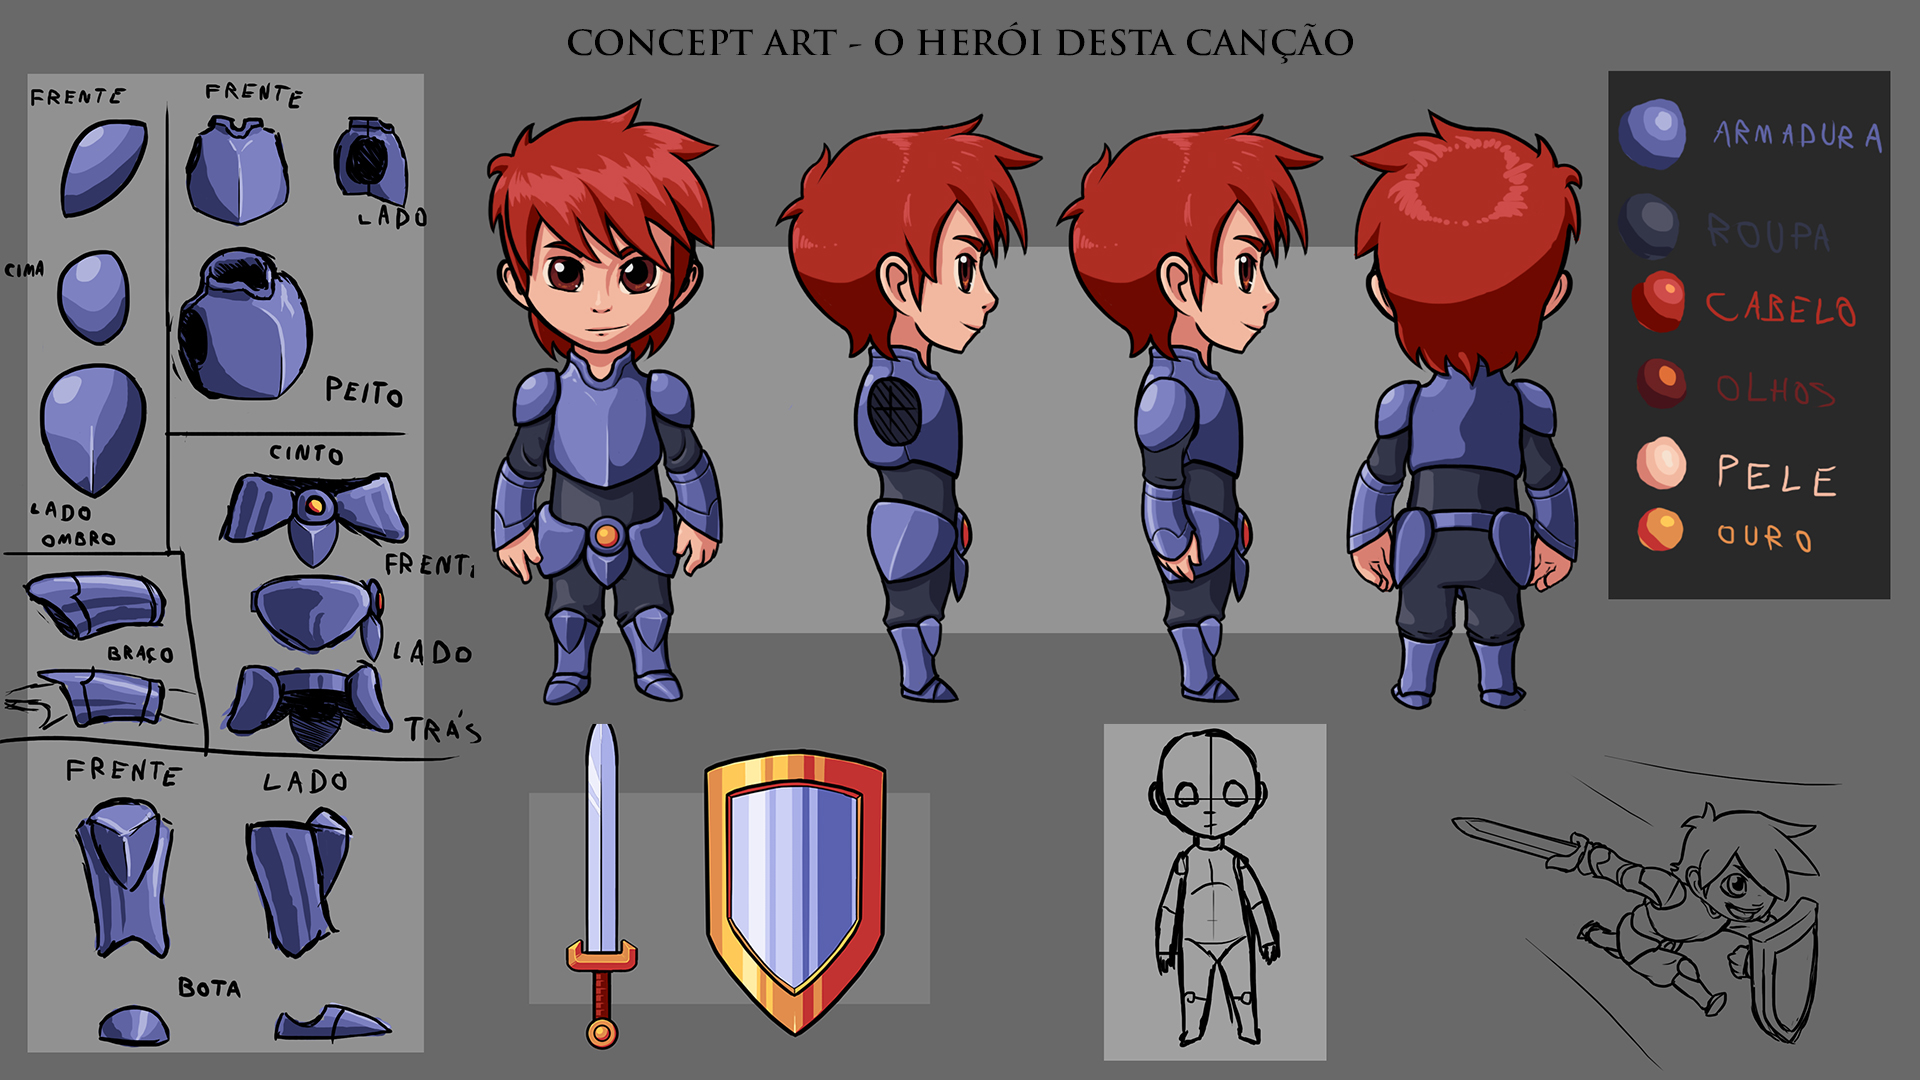 CONCEPT ART - O HERÓI DESTA CANÇÃO
FRENTE
FRENTE
LADO
CIMA
PEITO
LADO
OMBRO
CINTO
FRENTE
LADO
TRÁS
BRAÇO
FRENTE
LADO
BOTA
ARMADURA
ROUPA
CABELO
OLHOS
PELE
OURO